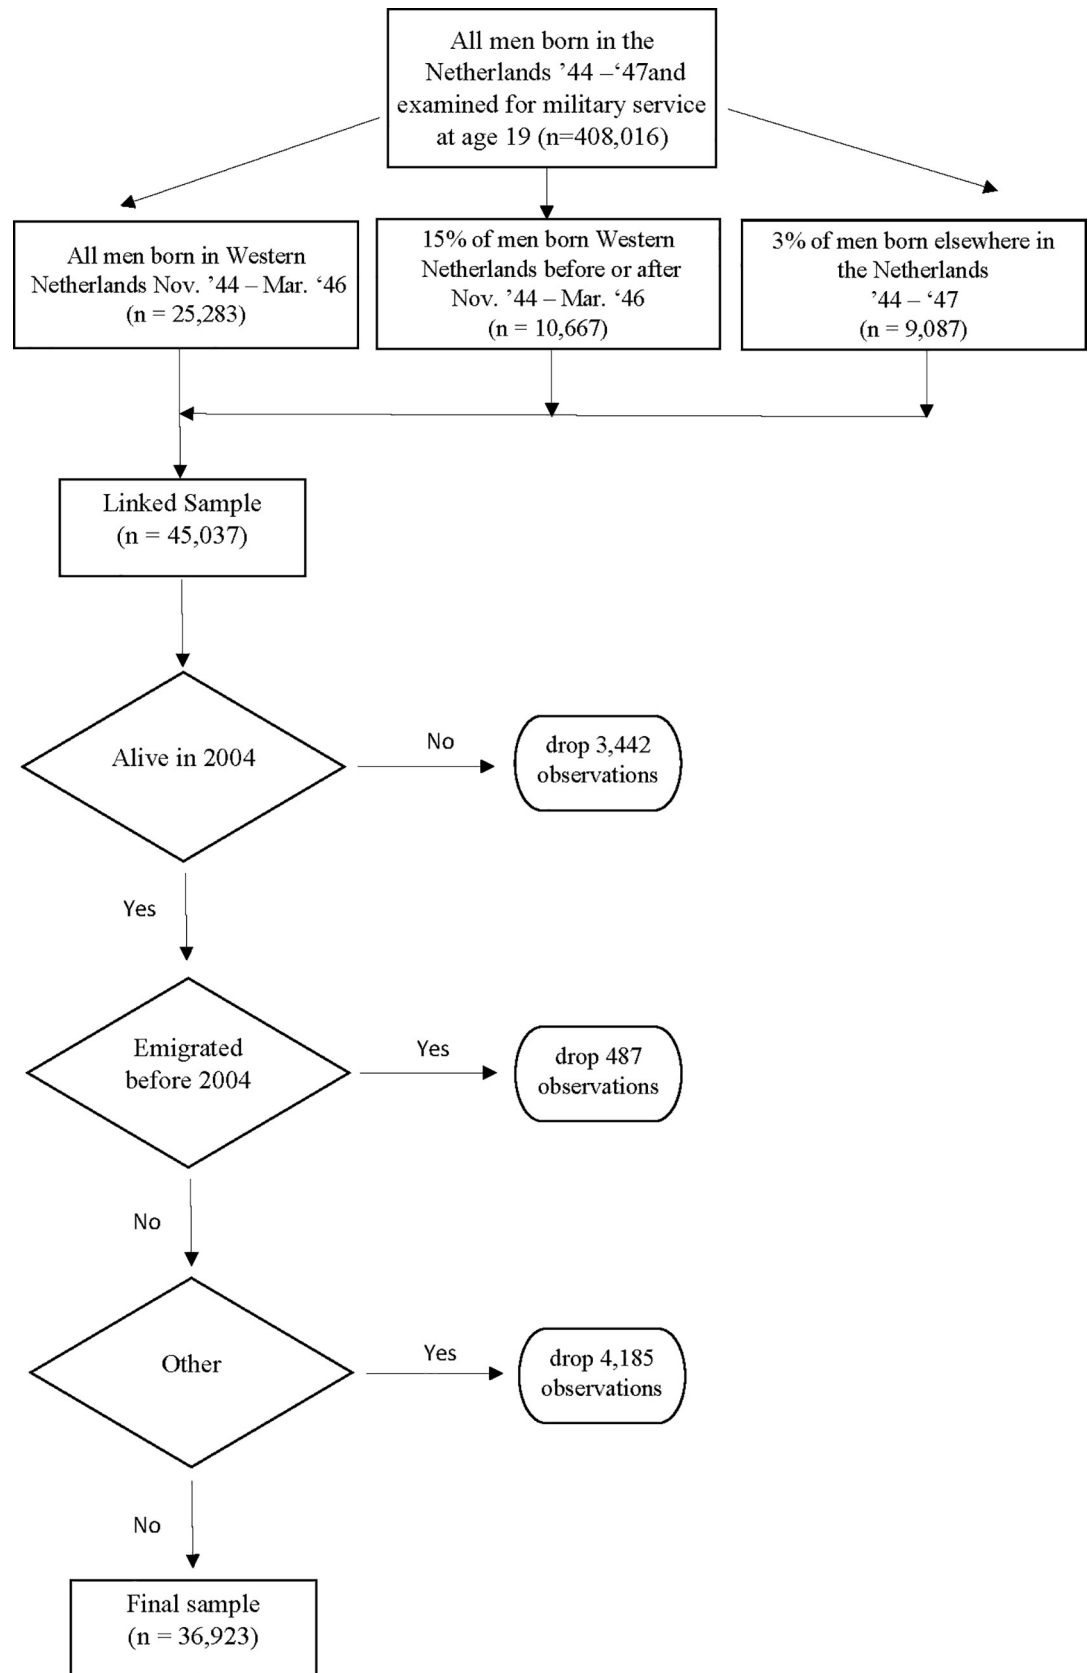 All men born in the
Netherlands ’44 –‘47and
examined for military service
at age 19 (n=408,016)
All men born in Western
Netherlands Nov. ’44 – Mar. ‘46
(n = 25,283)
15% of men born Western
Netherlands before or after
Nov. ’44 – Mar. ‘46
(n = 10,667)
3% of men born elsewhere in
the Netherlands
’44 – ‘47
(n = 9,087)
Linked Sample
(n = 45,037)
Alive in 2004
No
drop 3,442
observations
Yes
Emigrated
before 2004
Yes
drop 487
observations
No
Other
Yes
drop 4,185
observations
No
Final sample
(n = 36,923)